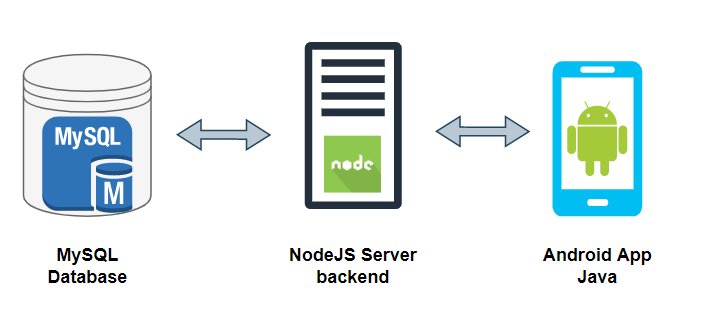 MySQL
M
node
MySQL
Database
NodeJS Server
backend
Android App
Java